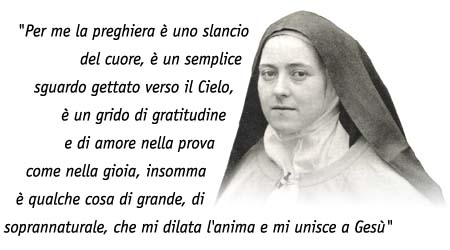 "Per me la preghiera è uno slancio
del cuore, è un semplice
sguardo gettato verso il Cielo,
è un grido di gratitudine
e di amore nella prova
come nella gioia, insomma
è qualche cosa di grande, di
soprannaturale, che mi dilata l'anima e mi unisce a Gesù"